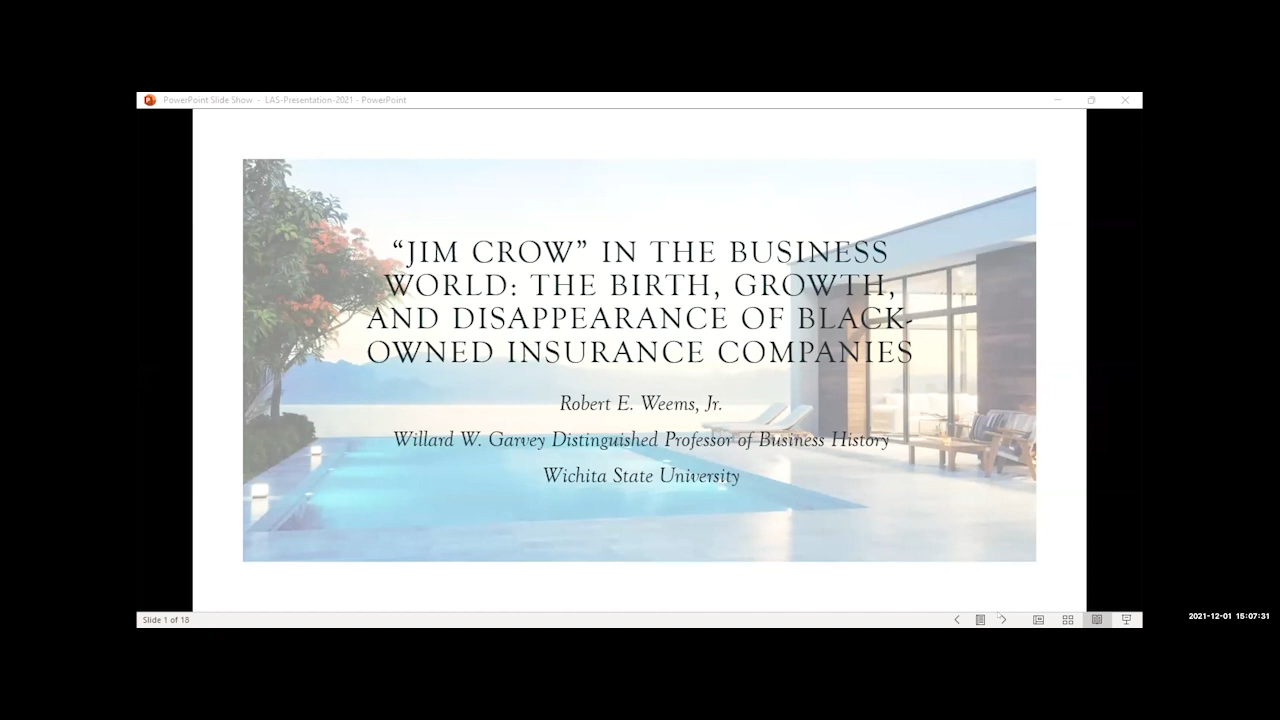 PowerPoint Slide Show - LAS-Presentation-2021 - PowerPoint
“JIM CROW” IN THE BUSINESS
WORLD: THE BIRTH, GROWTH,
AND DISAPPEARANCE OF BLACK-
OWNED INSURANCE COMPANIES
Robert E. Weems, Jr.
Willard W. Garvey Distinguished Professor of Business History
Wichita State University
Slide 1 of 18
2021-12-01 15:07:31